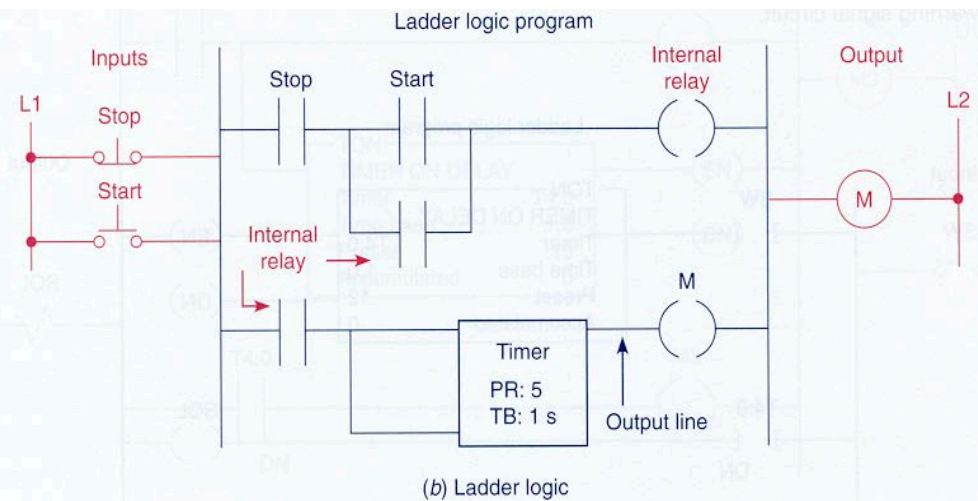 Ladder logic program
Inputs
Internal
relay
Output
Stop
Start
L1
L2
Stop
Start
M
Internal
relay
M
Timer
PR: 5
TB: 1 s
Output line
(b) Ladder logic